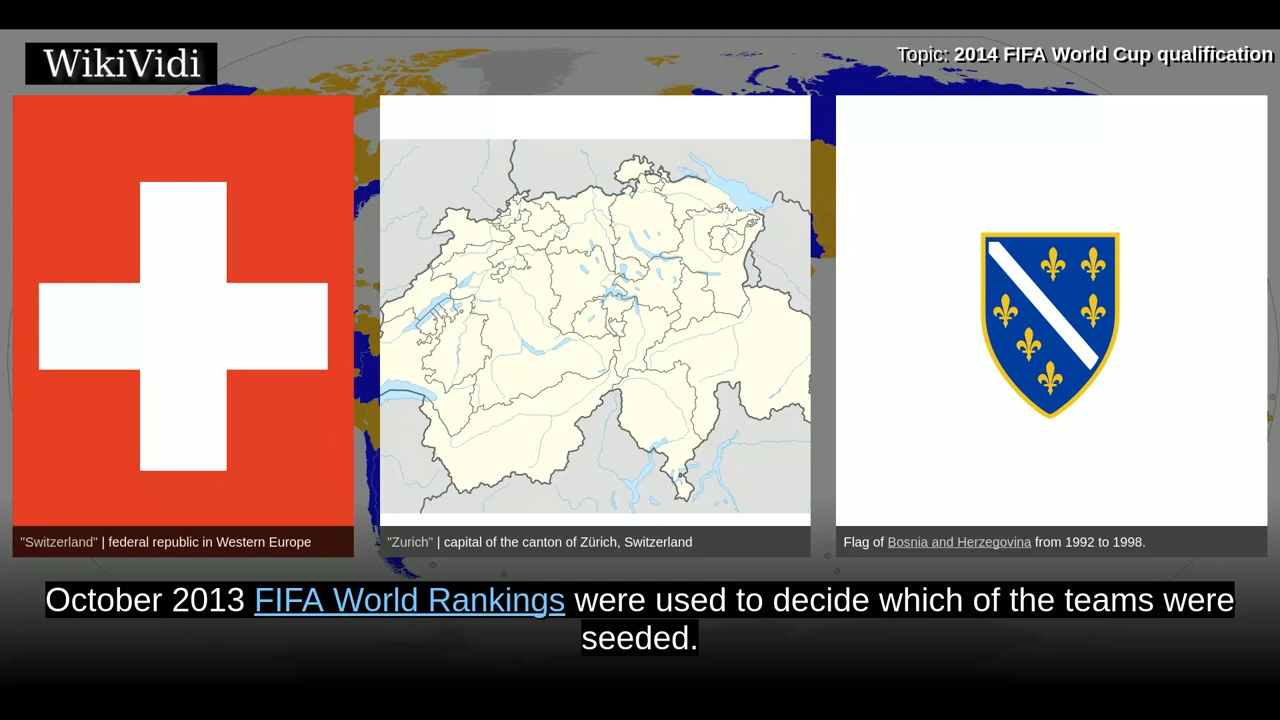 WikiVidi
Topic: 2014 FIFA World Cup qualification
"Switzerland" | federal republic in Western Europe
"Zurich" | capital of the canton of Zürich, Switzerland
Flag of Bosnia and Herzegovina from 1992 to 1998.
October 2013 FIFA World Rankings were used to decide which of the teams were
seeded.